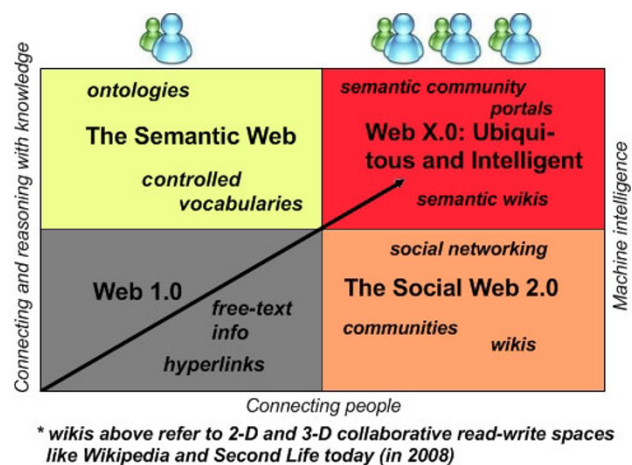 Connecting and reasoning with knowledge
ontologies
The Semantic Web
controlled
vocabularies
semantic community
portals
Web X.0: Ubiqui-
tous and Intelligent
semantic wikis
Machine intelligence
Web 1.0
free-text
info
hyperlinks
social networking
The Social Web 2.0
communities
wikis
Connecting people
* wikis above refer to 2-D and 3-D collaborative read-write spaces
like Wikipedia and Second Life today (in 2008)